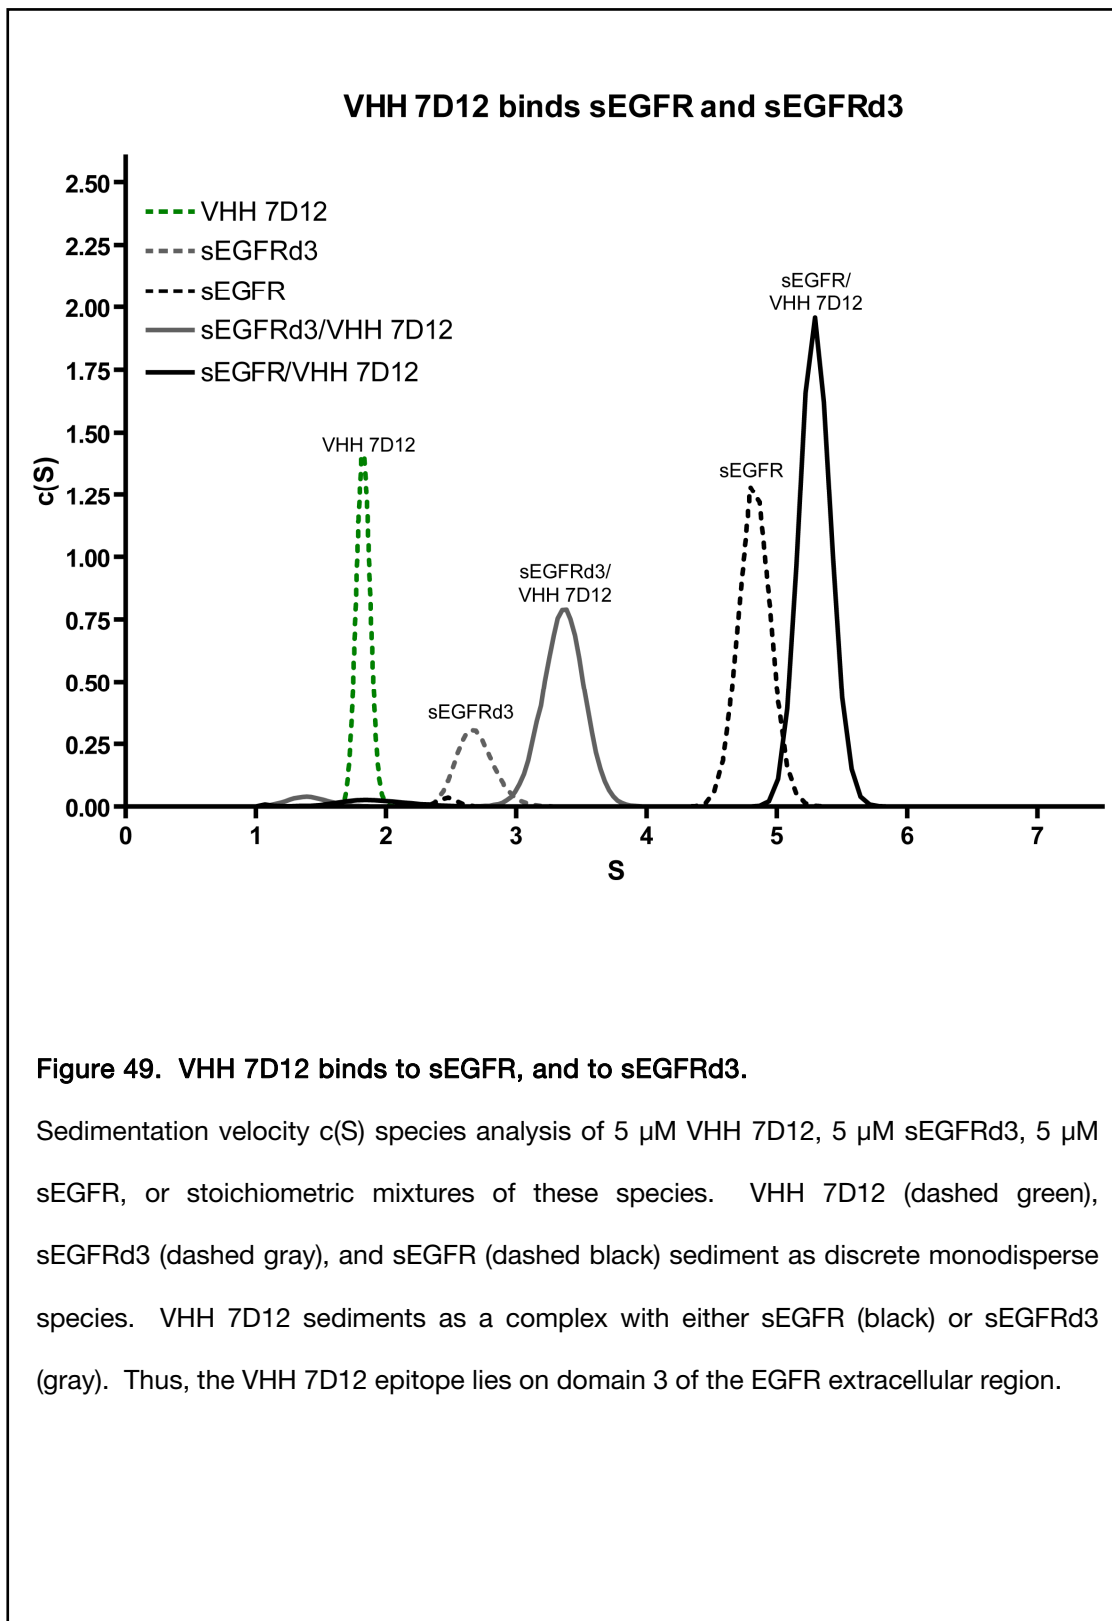 VHH 7D12 binds sEGFR and sEGFRd3
2.50
2.25
2.00
1.75
1.50
1.25
1.00
0.75
0.50
0.25
0.00
c(S)
VHH 7D12
sEGFRd3
sEGFR
sEGFRd3/VHH 7D12
sEGFR/VHH 7D12
VHH 7D12
sEGFRd3
sEGFRd3/
VHH 7D12
sEGFR
sEGFR/
VHH 7D12
0 1 2 3 4 5 6 7
S
Figure 49. VHH 7D12 binds to sEGFR, and to sEGFRd3.
Sedimentation velocity c(S) species analysis of 5 µM VHH 7D12, 5 µM sEGFRd3, 5 µM
sEGFR, or stoichiometric mixtures of these species. VHH 7D12 (dashed green),
sEGFRd3 (dashed gray), and sEGFR (dashed black) sediment as discrete monodisperse
species. VHH 7D12 sediments as a complex with either sEGFR (black) or sEGFRd3
(gray). Thus, the VHH 7D12 epitope lies on domain 3 of the EGFR extracellular region.